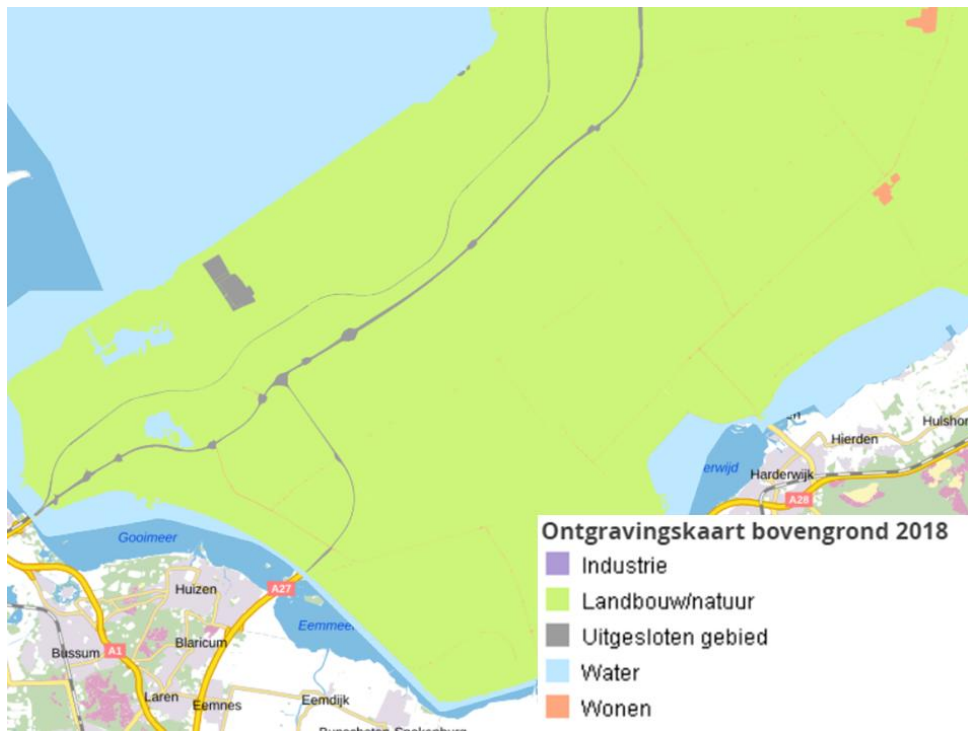 Hierden
Harderwijk
A28
Gooimeer
Huizen
A27
Eemmeer
Blaricum
Bussum
A1
Laren
Eemnes
Eemdijk
Ontgravingskaart bovengrond 2018
Industrie
Landbouw/natuur
Uitgesloten gebied
Water
Wonen